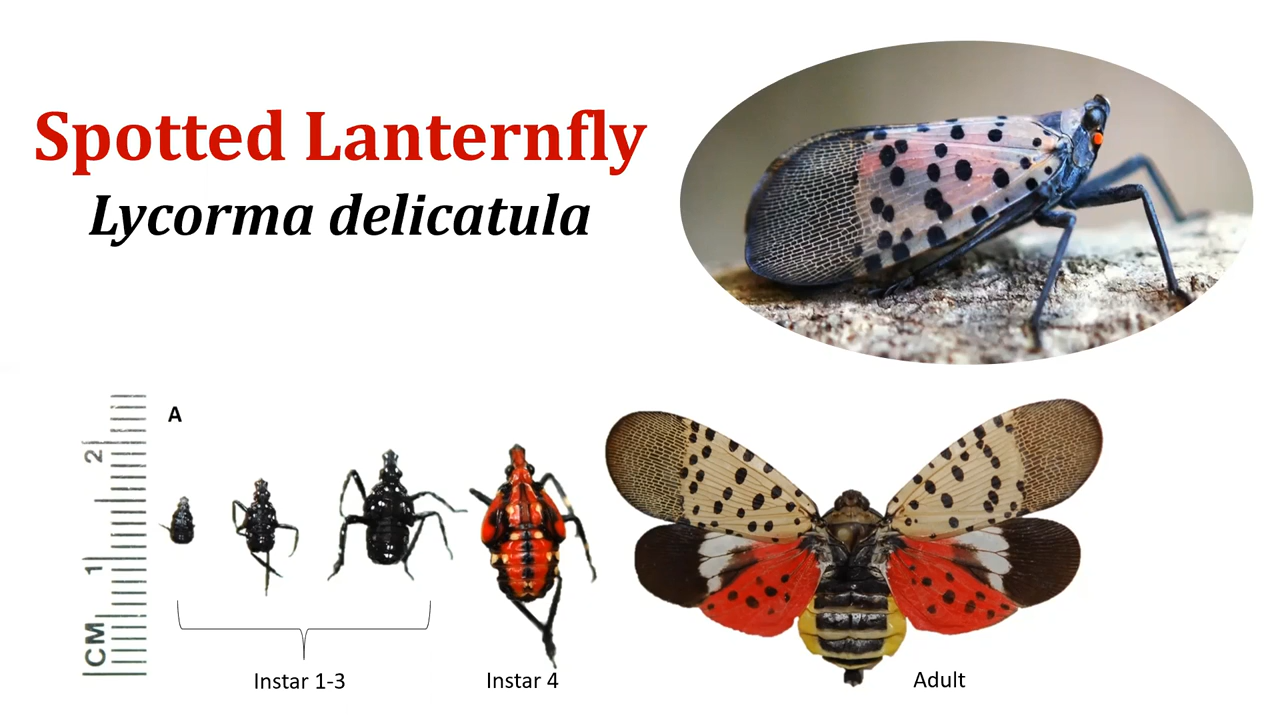 Spotted Lanternfly
Lycorma delicatula
A
2
1
CM
Instar 1-3
Instar 4
Adult